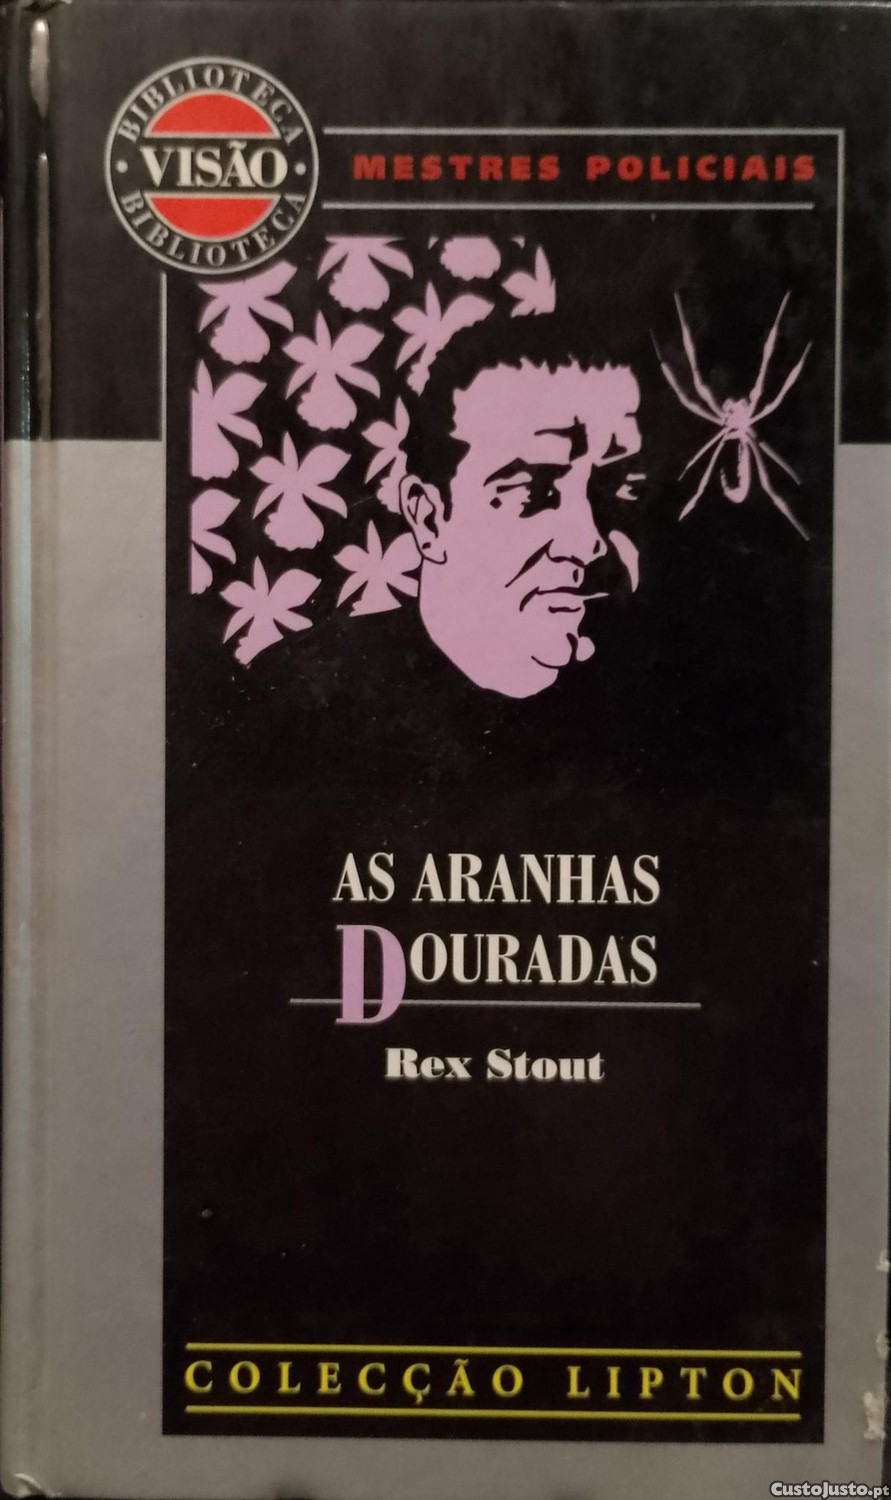 BIBLIOTECA
VISÃO
BIBLIOTECA
MESTRES POLICIAIS
AS ARANHAS
DOURADAS
Rex Stout
COLECÇÃO LIPTON
CustoJusto.pt